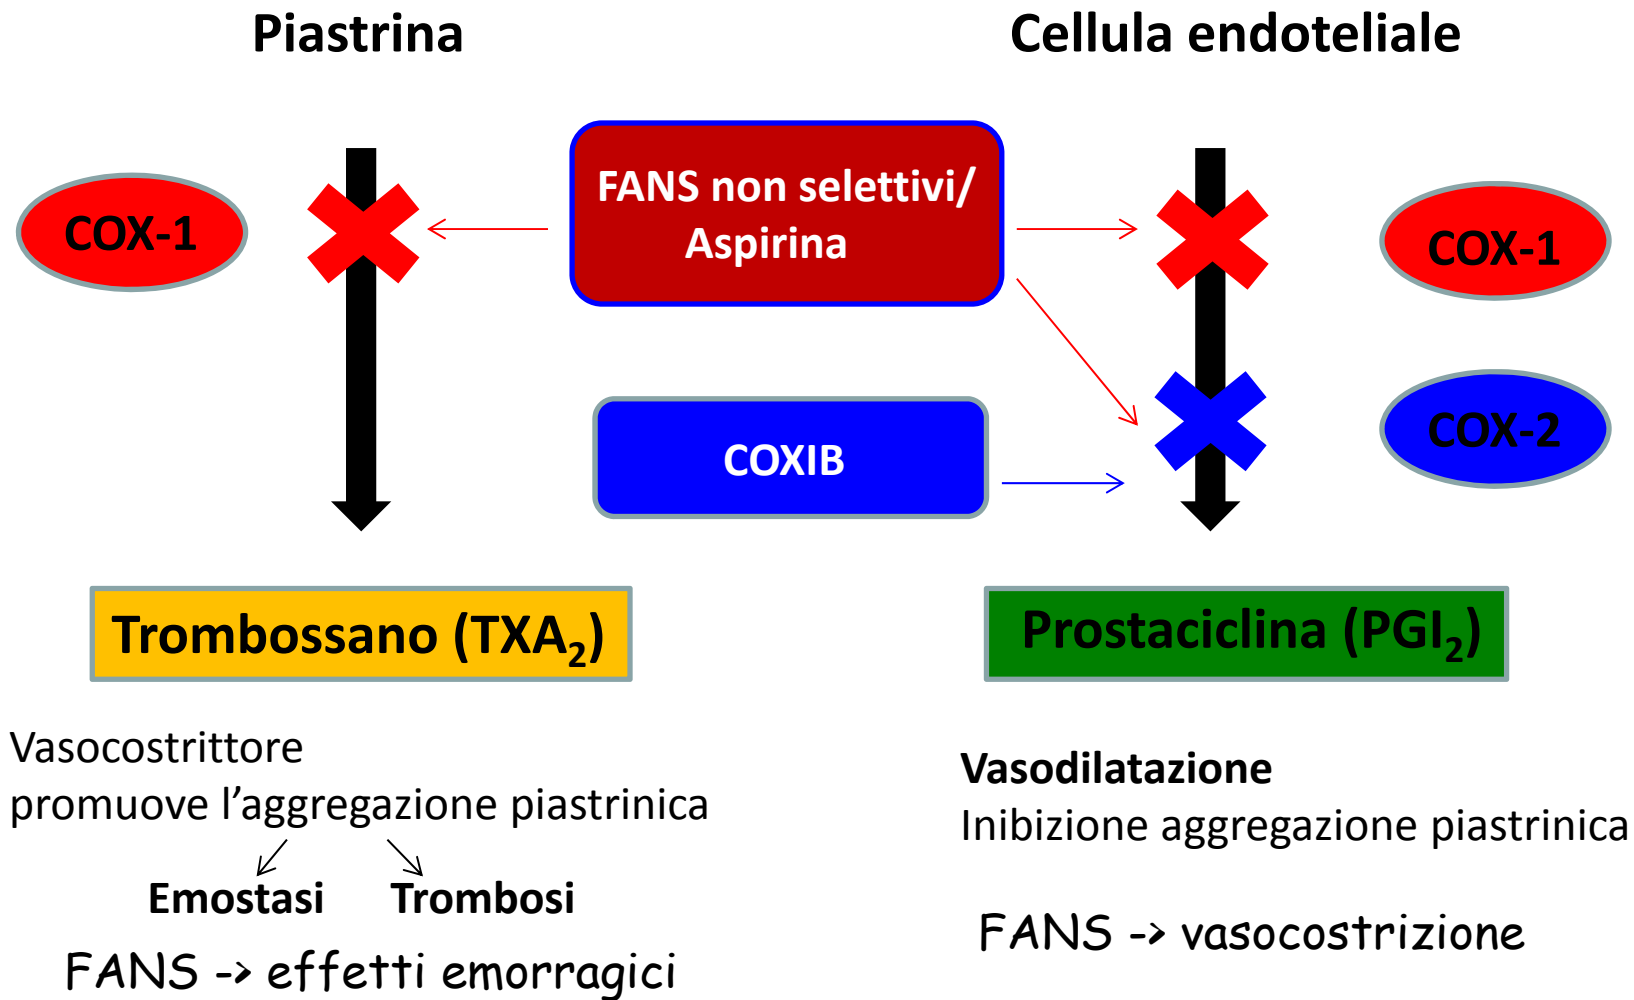 Piastrina
Cellula endoteliale
FANS non selettivi/
Aspirina
COX-1
COX-1
COXIB
COX-2
Trombossano (TXA₂)
Prostaciclina (PGI₂)
Vasocostrittore
promuove l’aggregazione piastrinica
Emostasi Trombosi
FANS -> effetti emorragici
Vasodilatazione
Inibizione aggregazione piastrinica
FANS -> vasocostrizione